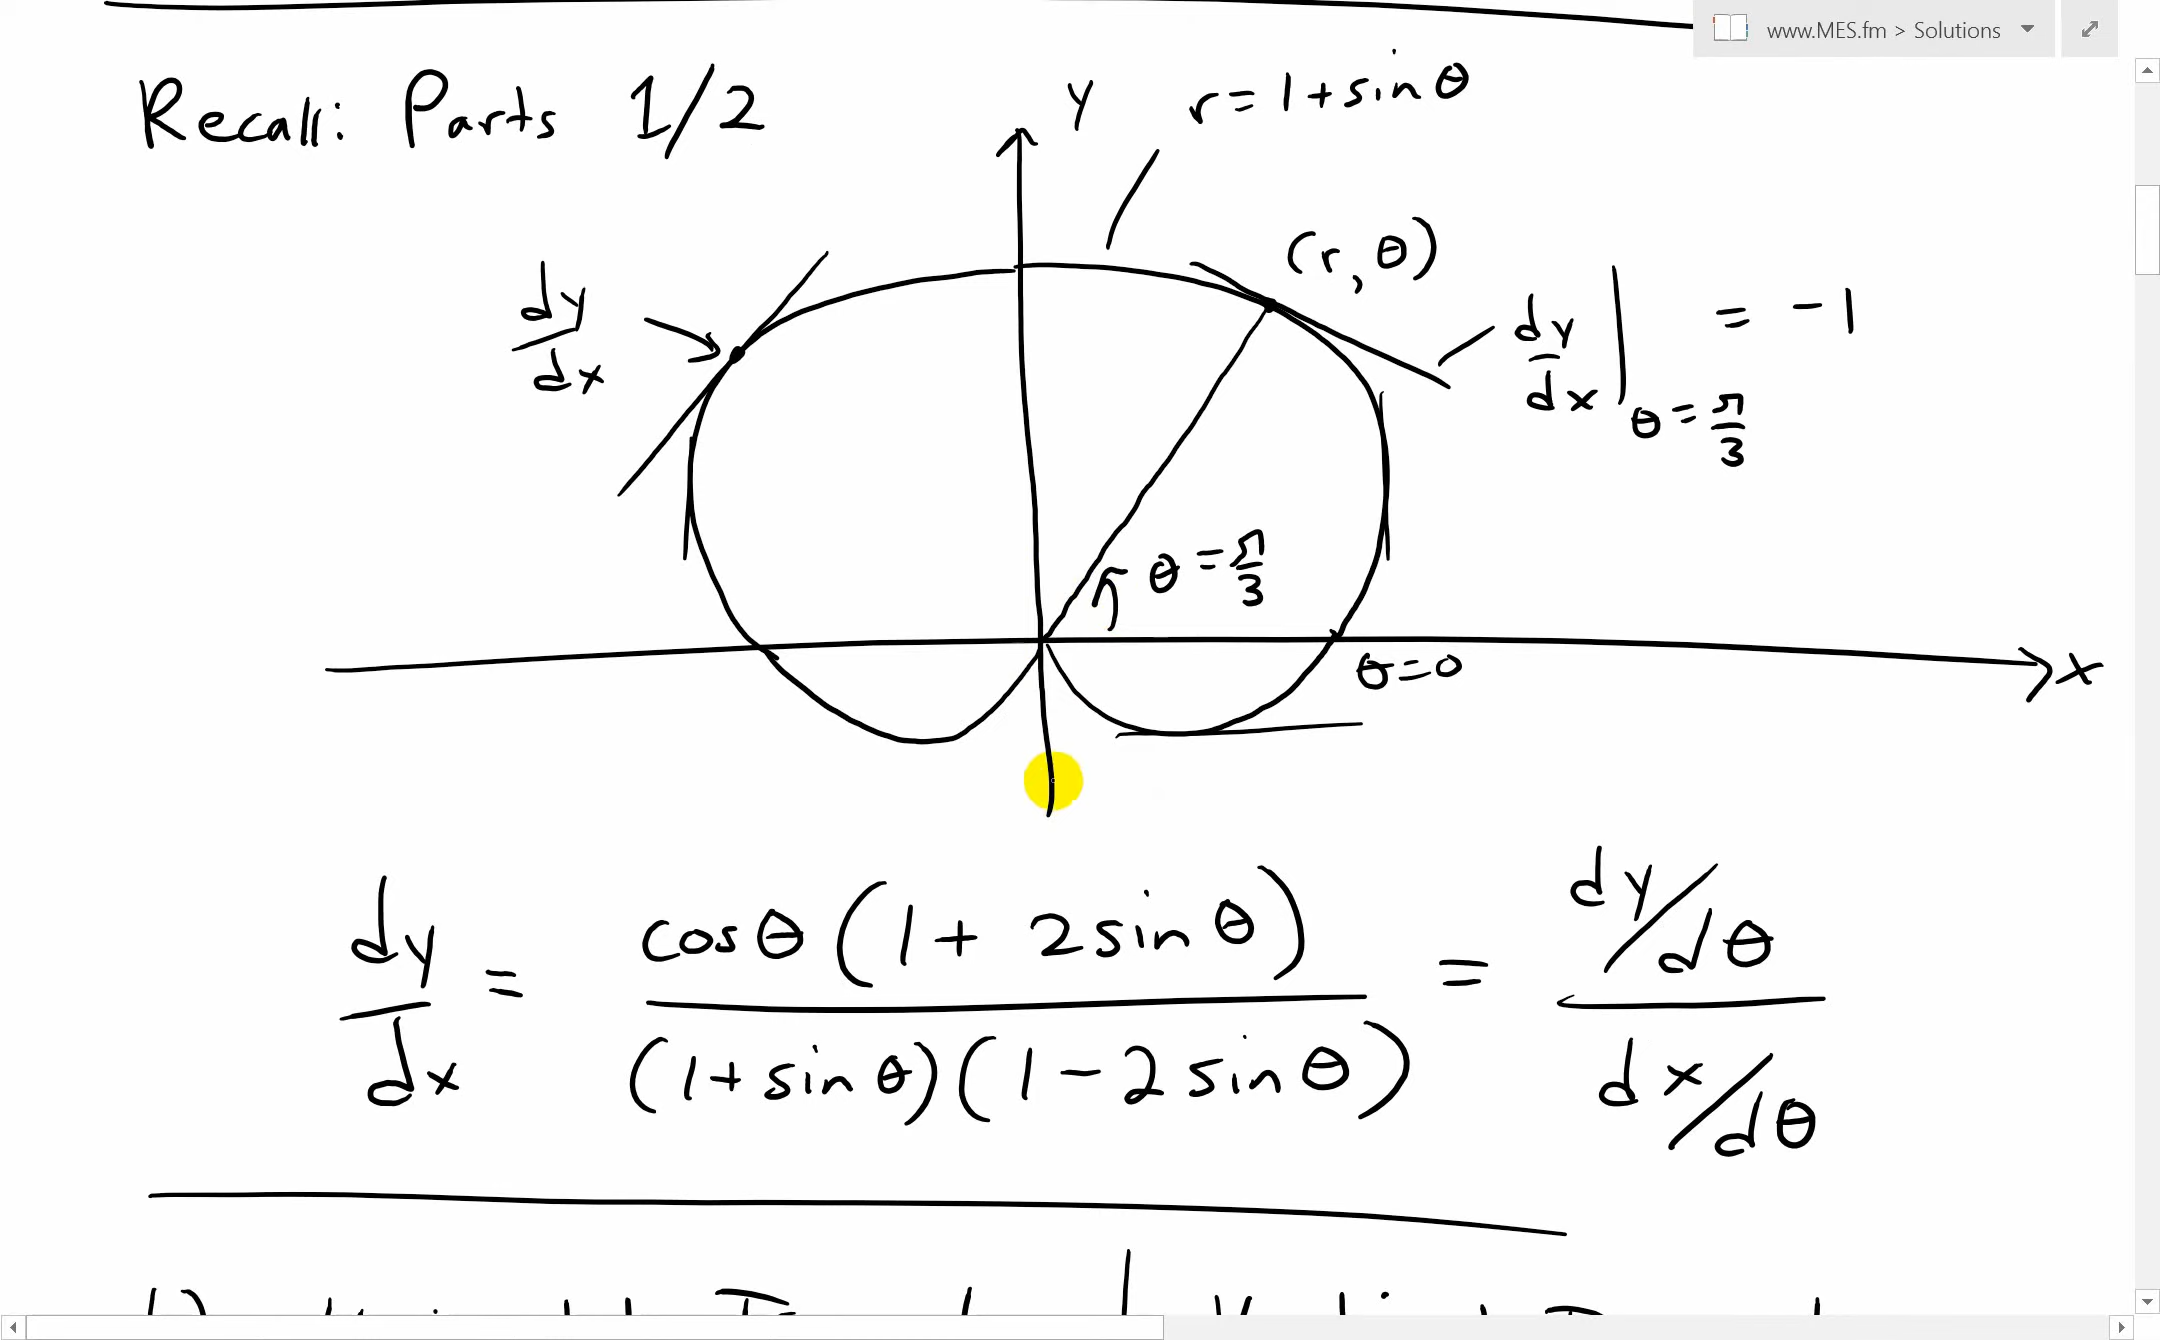 www.MES.fm > Solutions
Recall: Parts 1/2
y
r = 1 + sin θ
(r, θ)
dy/dx
dy/dx | θ = π/3 = -1
θ = π/3
θ = 0
x
dy/dx = cos θ (1 + 2 sin θ) / (1 + sin θ)(1 - 2 sin θ) = dy/dθ / dx/dθ